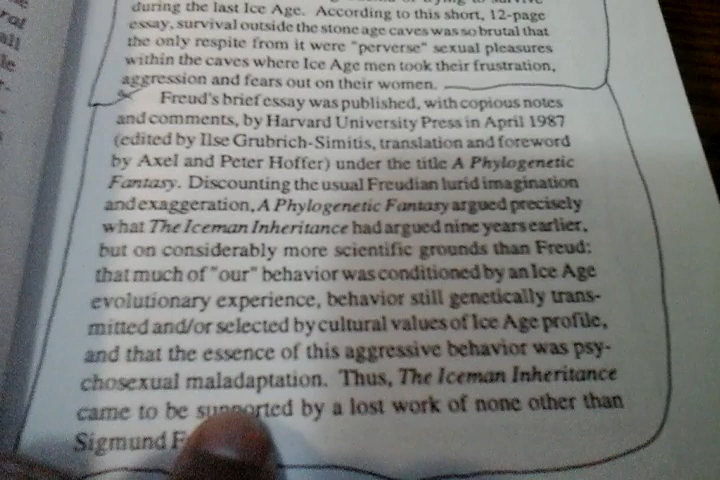 during the last Ice Age. According to this short, 12-page
essay, survival outside the stone age caves was so brutal that
the only respite from it were "perverse" sexual pleasures
within the caves where Ice Age men took their frustration,
aggression and fears out on their women.
Freud's brief essay was published, with copious notes
and comments, by Harvard University Press in April 1987
(edited by Ilse Grubrich-Simitis, translation and foreword
by Axel and Peter Hoffer) under the title A Phylogenetic
Fantasy. Discounting the usual Freudian lurid imagination
and exaggeration, A Phylogenetic Fantasy argued precisely
what The Iceman Inheritance had argued nine years earlier,
but on considerably more scientific grounds than Freud:
that much of "our" behavior was conditioned by an Ice Age
evolutionary experience, behavior still genetically trans-
mitted and/or selected by cultural values of Ice Age profile,
and that the essence of this aggressive behavior was psy-
chosexual maladaptation. Thus, The Iceman Inheritance
came to be supported by a lost work of none other than
Sigmund